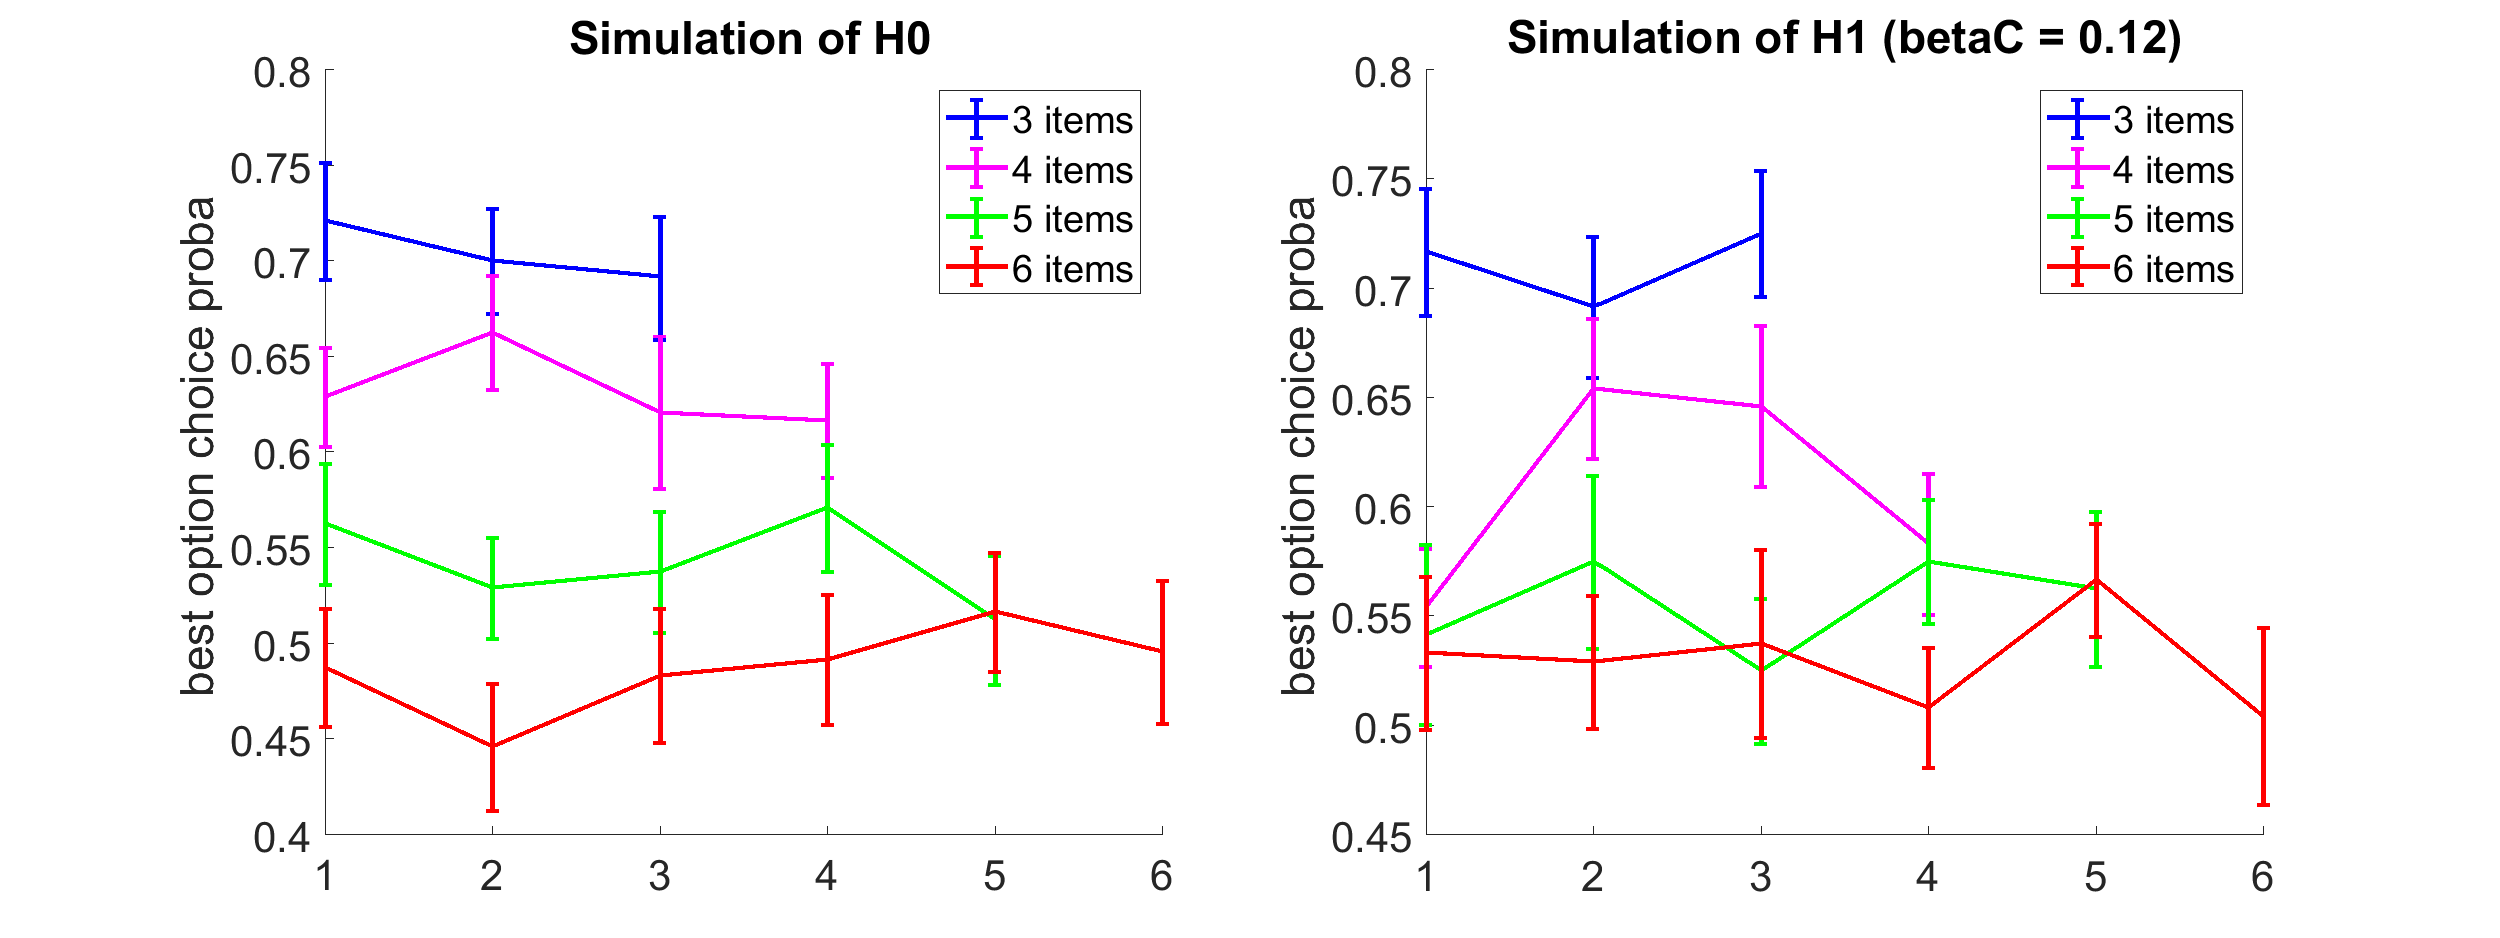 Simulation of H0
best option choice proba
0.8
0.75
0.7
0.65
0.6
0.55
0.5
0.45
0.4
1 2 3 4 5 6
3 items
4 items
5 items
6 items
Simulation of H1 (betaC = 0.12)
best option choice proba
0.8
0.75
0.7
0.65
0.6
0.55
0.5
0.45
1 2 3 4 5 6
3 items
4 items
5 items
6 items